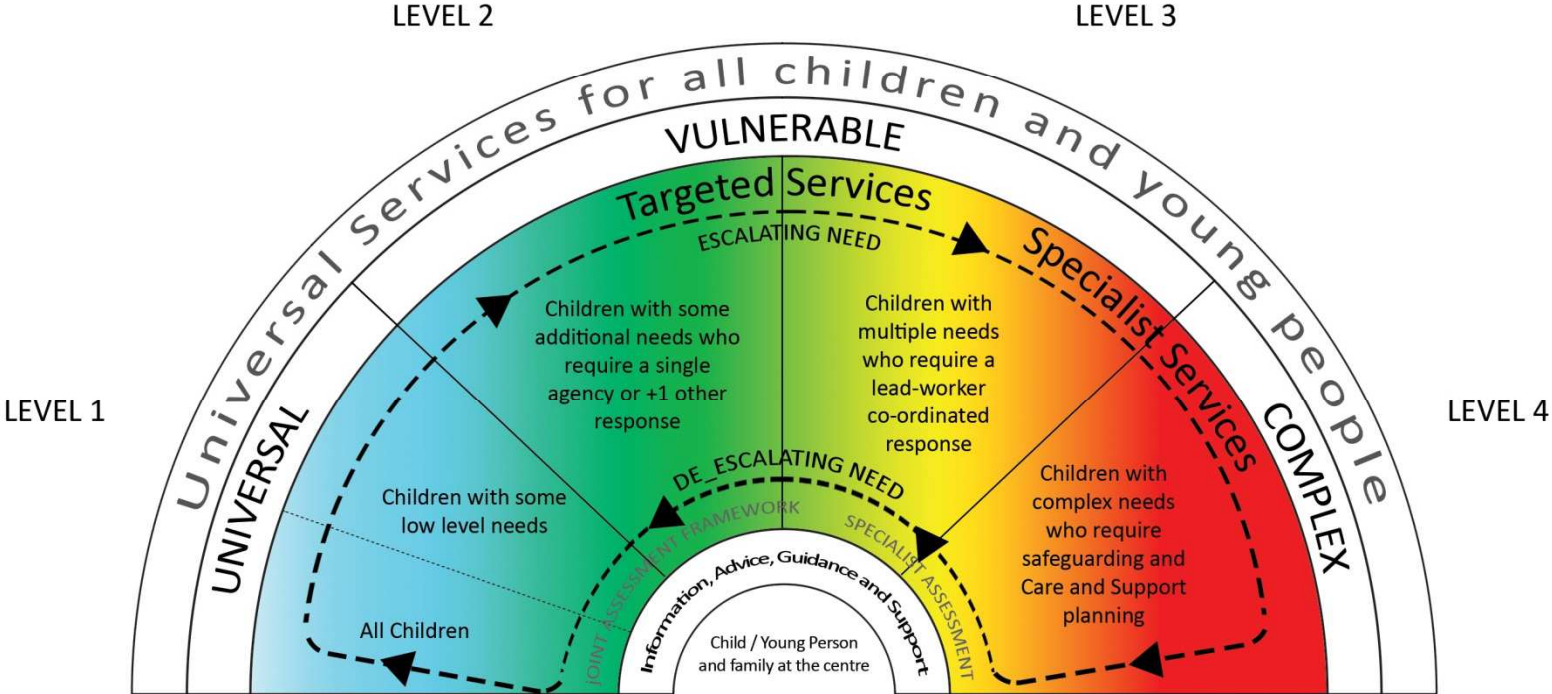 LEVEL 2
LEVEL 3
Universal Services for all children and young people
VULNERABLE
Targeted Services
ESCALATING NEED
Specialist Services
Children with some
additional needs who
require a single
agency or +1 other
response
Children with
multiple needs
who require a
lead-worker
co-ordinated
response
LEVEL 1
LEVEL 4
UNIVERSAL
COMPLEX
DE_ESCALATING NEED
Children with some
low level needs
Children with
complex needs
who require
safeguarding and
Care and Support
planning
JOINT ASSESSMENT FRAMEWORK
SPECIALIST ASSESSMENT
Information, Advice, Guidance and Support
All Children
Child / Young Person
and family at the centre